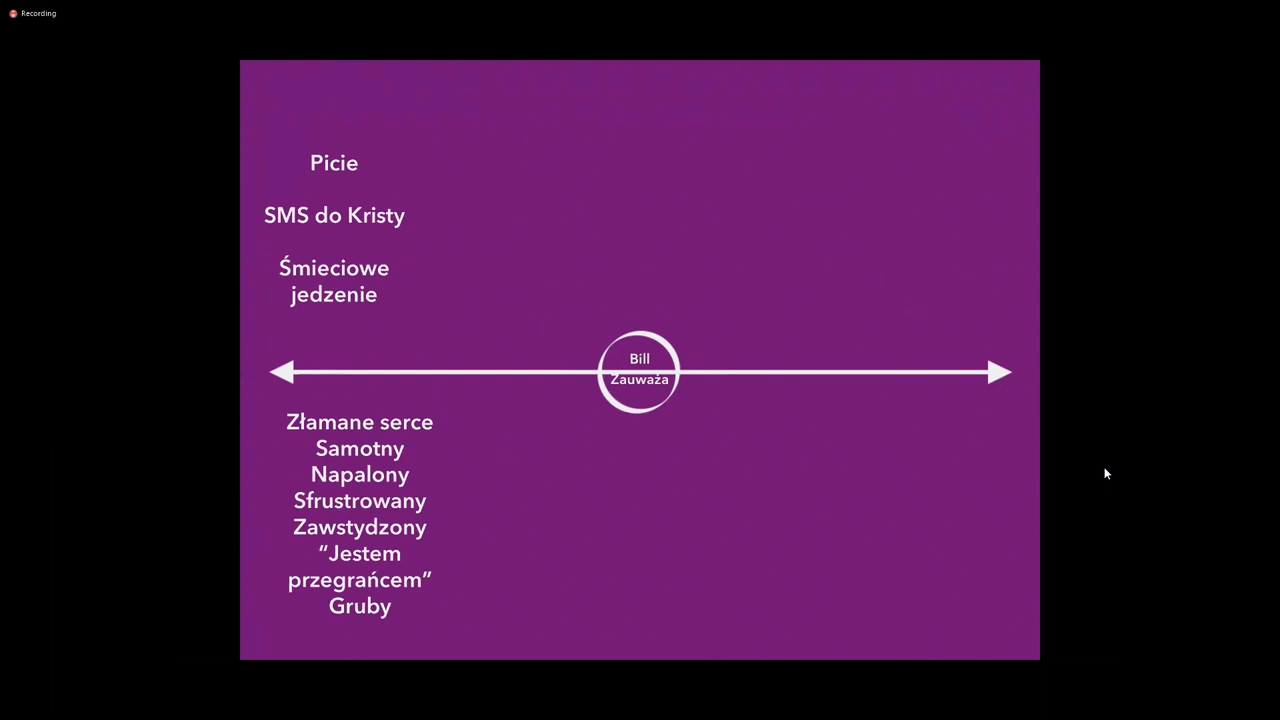 Recording
Picie
SMS do Kristy
Śmieciowe
jedzenie
Bill
Zauważa
Złamane serce
Samotny
Napalony
Sfrustrowany
Zawstydzony
“Jestem
przegrańcem”
Gruby